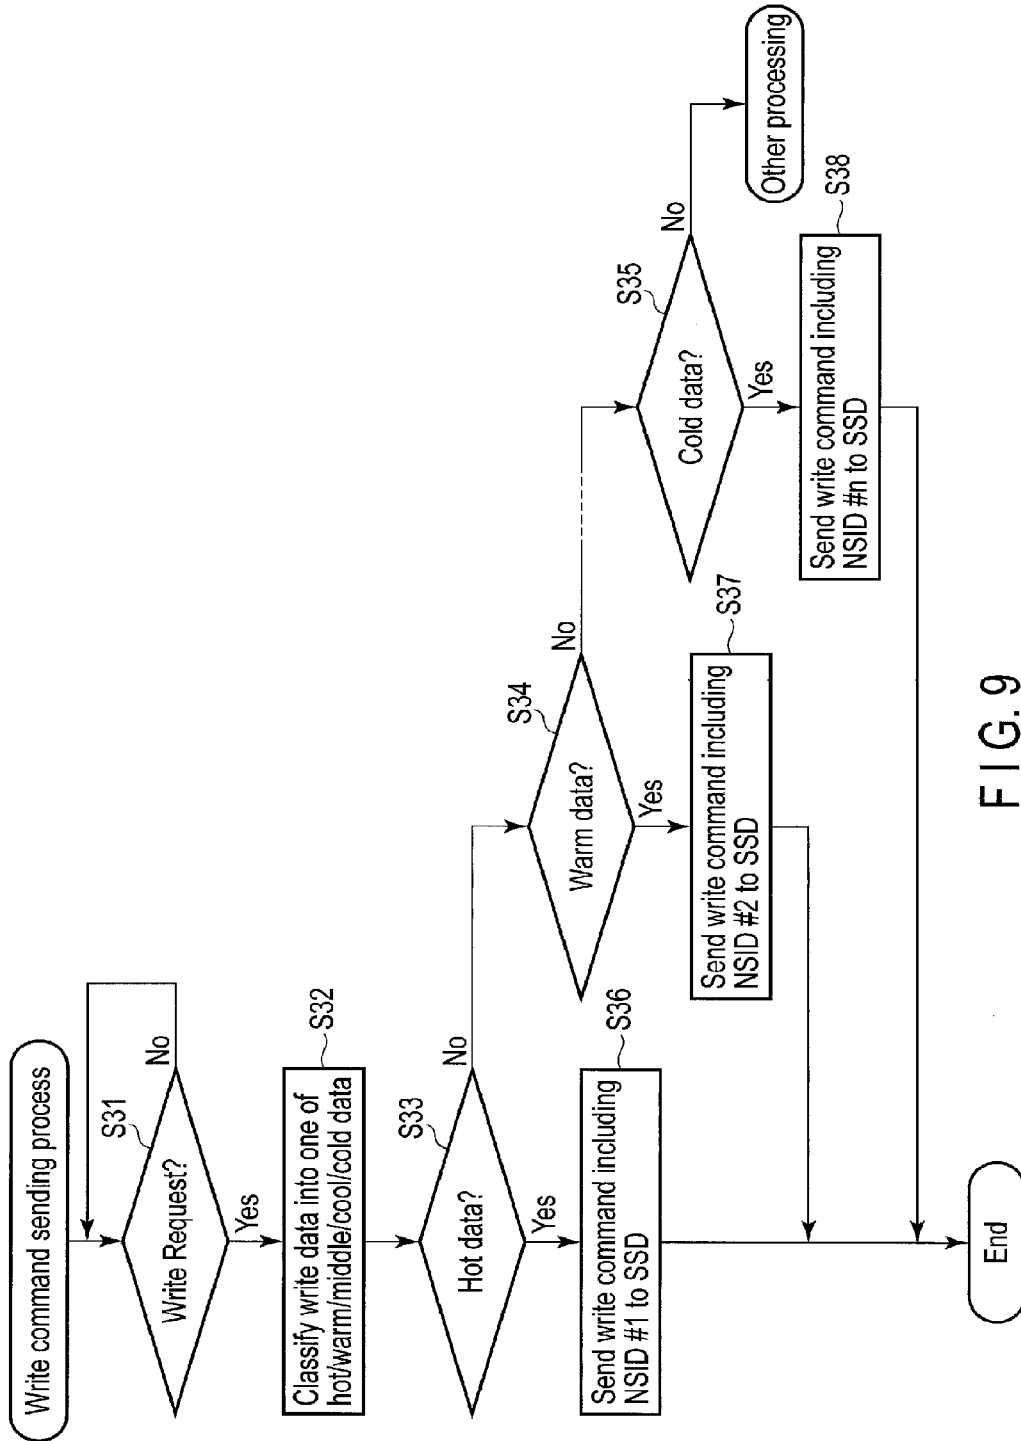 Write command sending process
S31
Write Request?
No
Yes
S32
Classify write data into one of
hot/warm/middle/cool/cold data
S33
Hot data?
No
Yes
S36
Send write command including
NSID #1 to SSD
S34
Warm data?
No
Yes
S37
Send write command including
NSID #2 to SSD
S35
Cold data?
No
Yes
S38
Send write command including
NSID #n to SSD
Other processing
End
FIG. 9